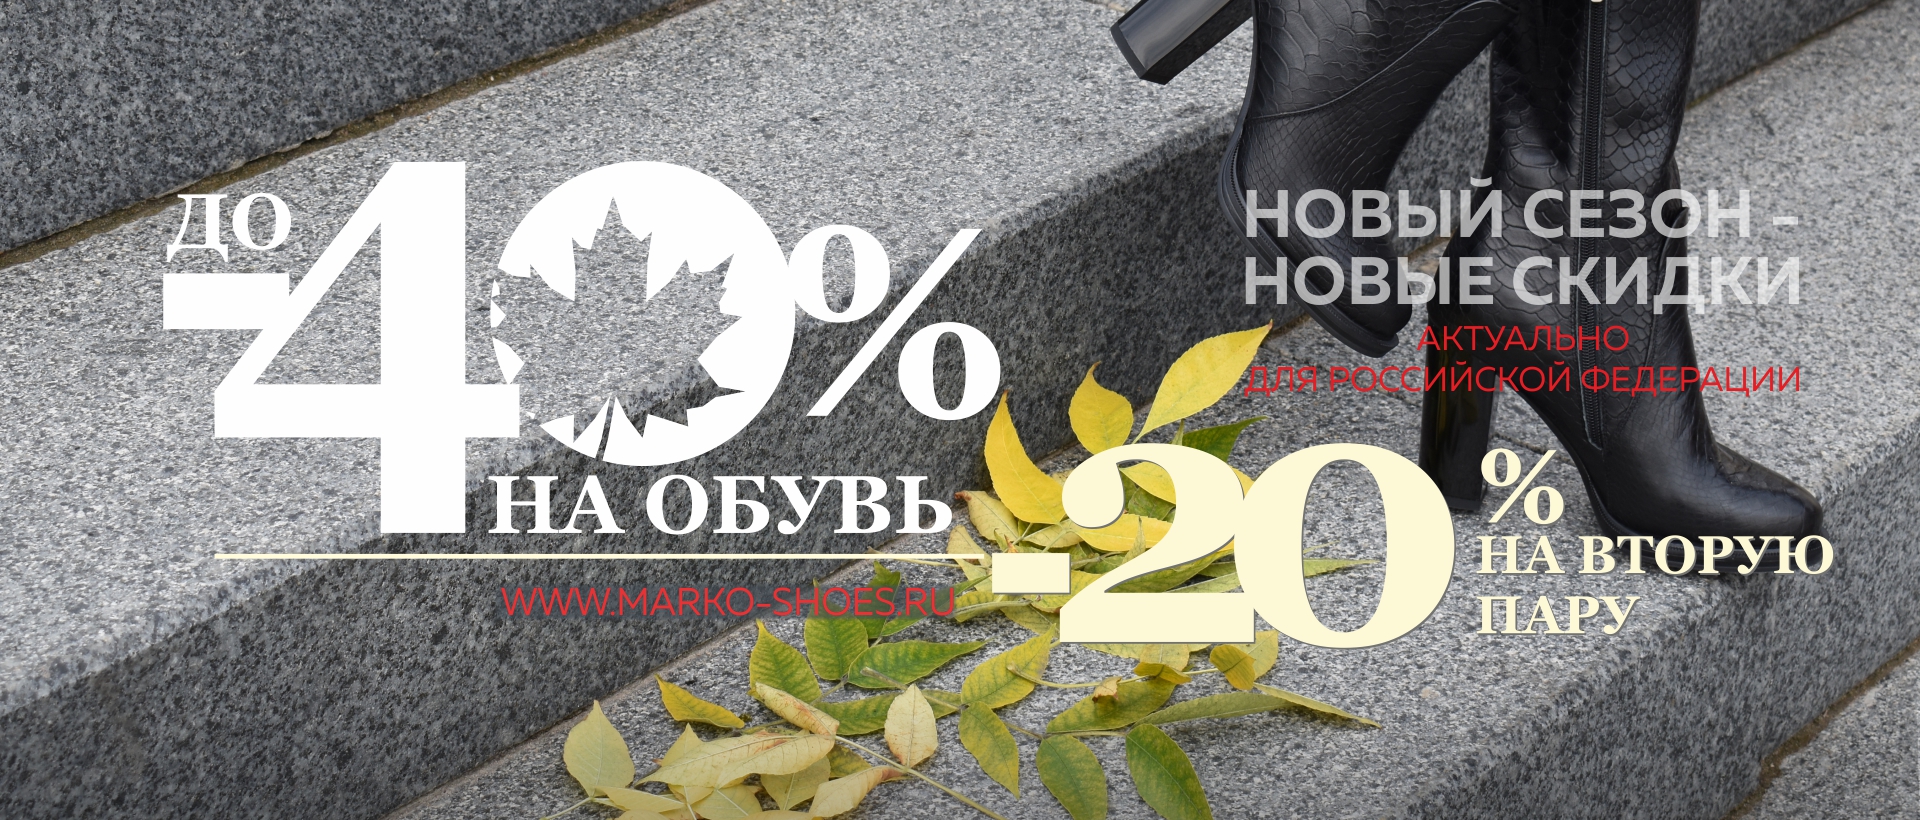 ДО
-40%
НА ОБУВЬ
WWW.MARKO-SHOES.RU
НОВЫЙ СЕЗОН -
НОВЫЕ СКИДКИ
АКТУАЛЬНО
ДЛЯ РОССИЙСКОЙ ФЕДЕРАЦИИ
-20%
НА ВТОРУЮ
ПАРУ